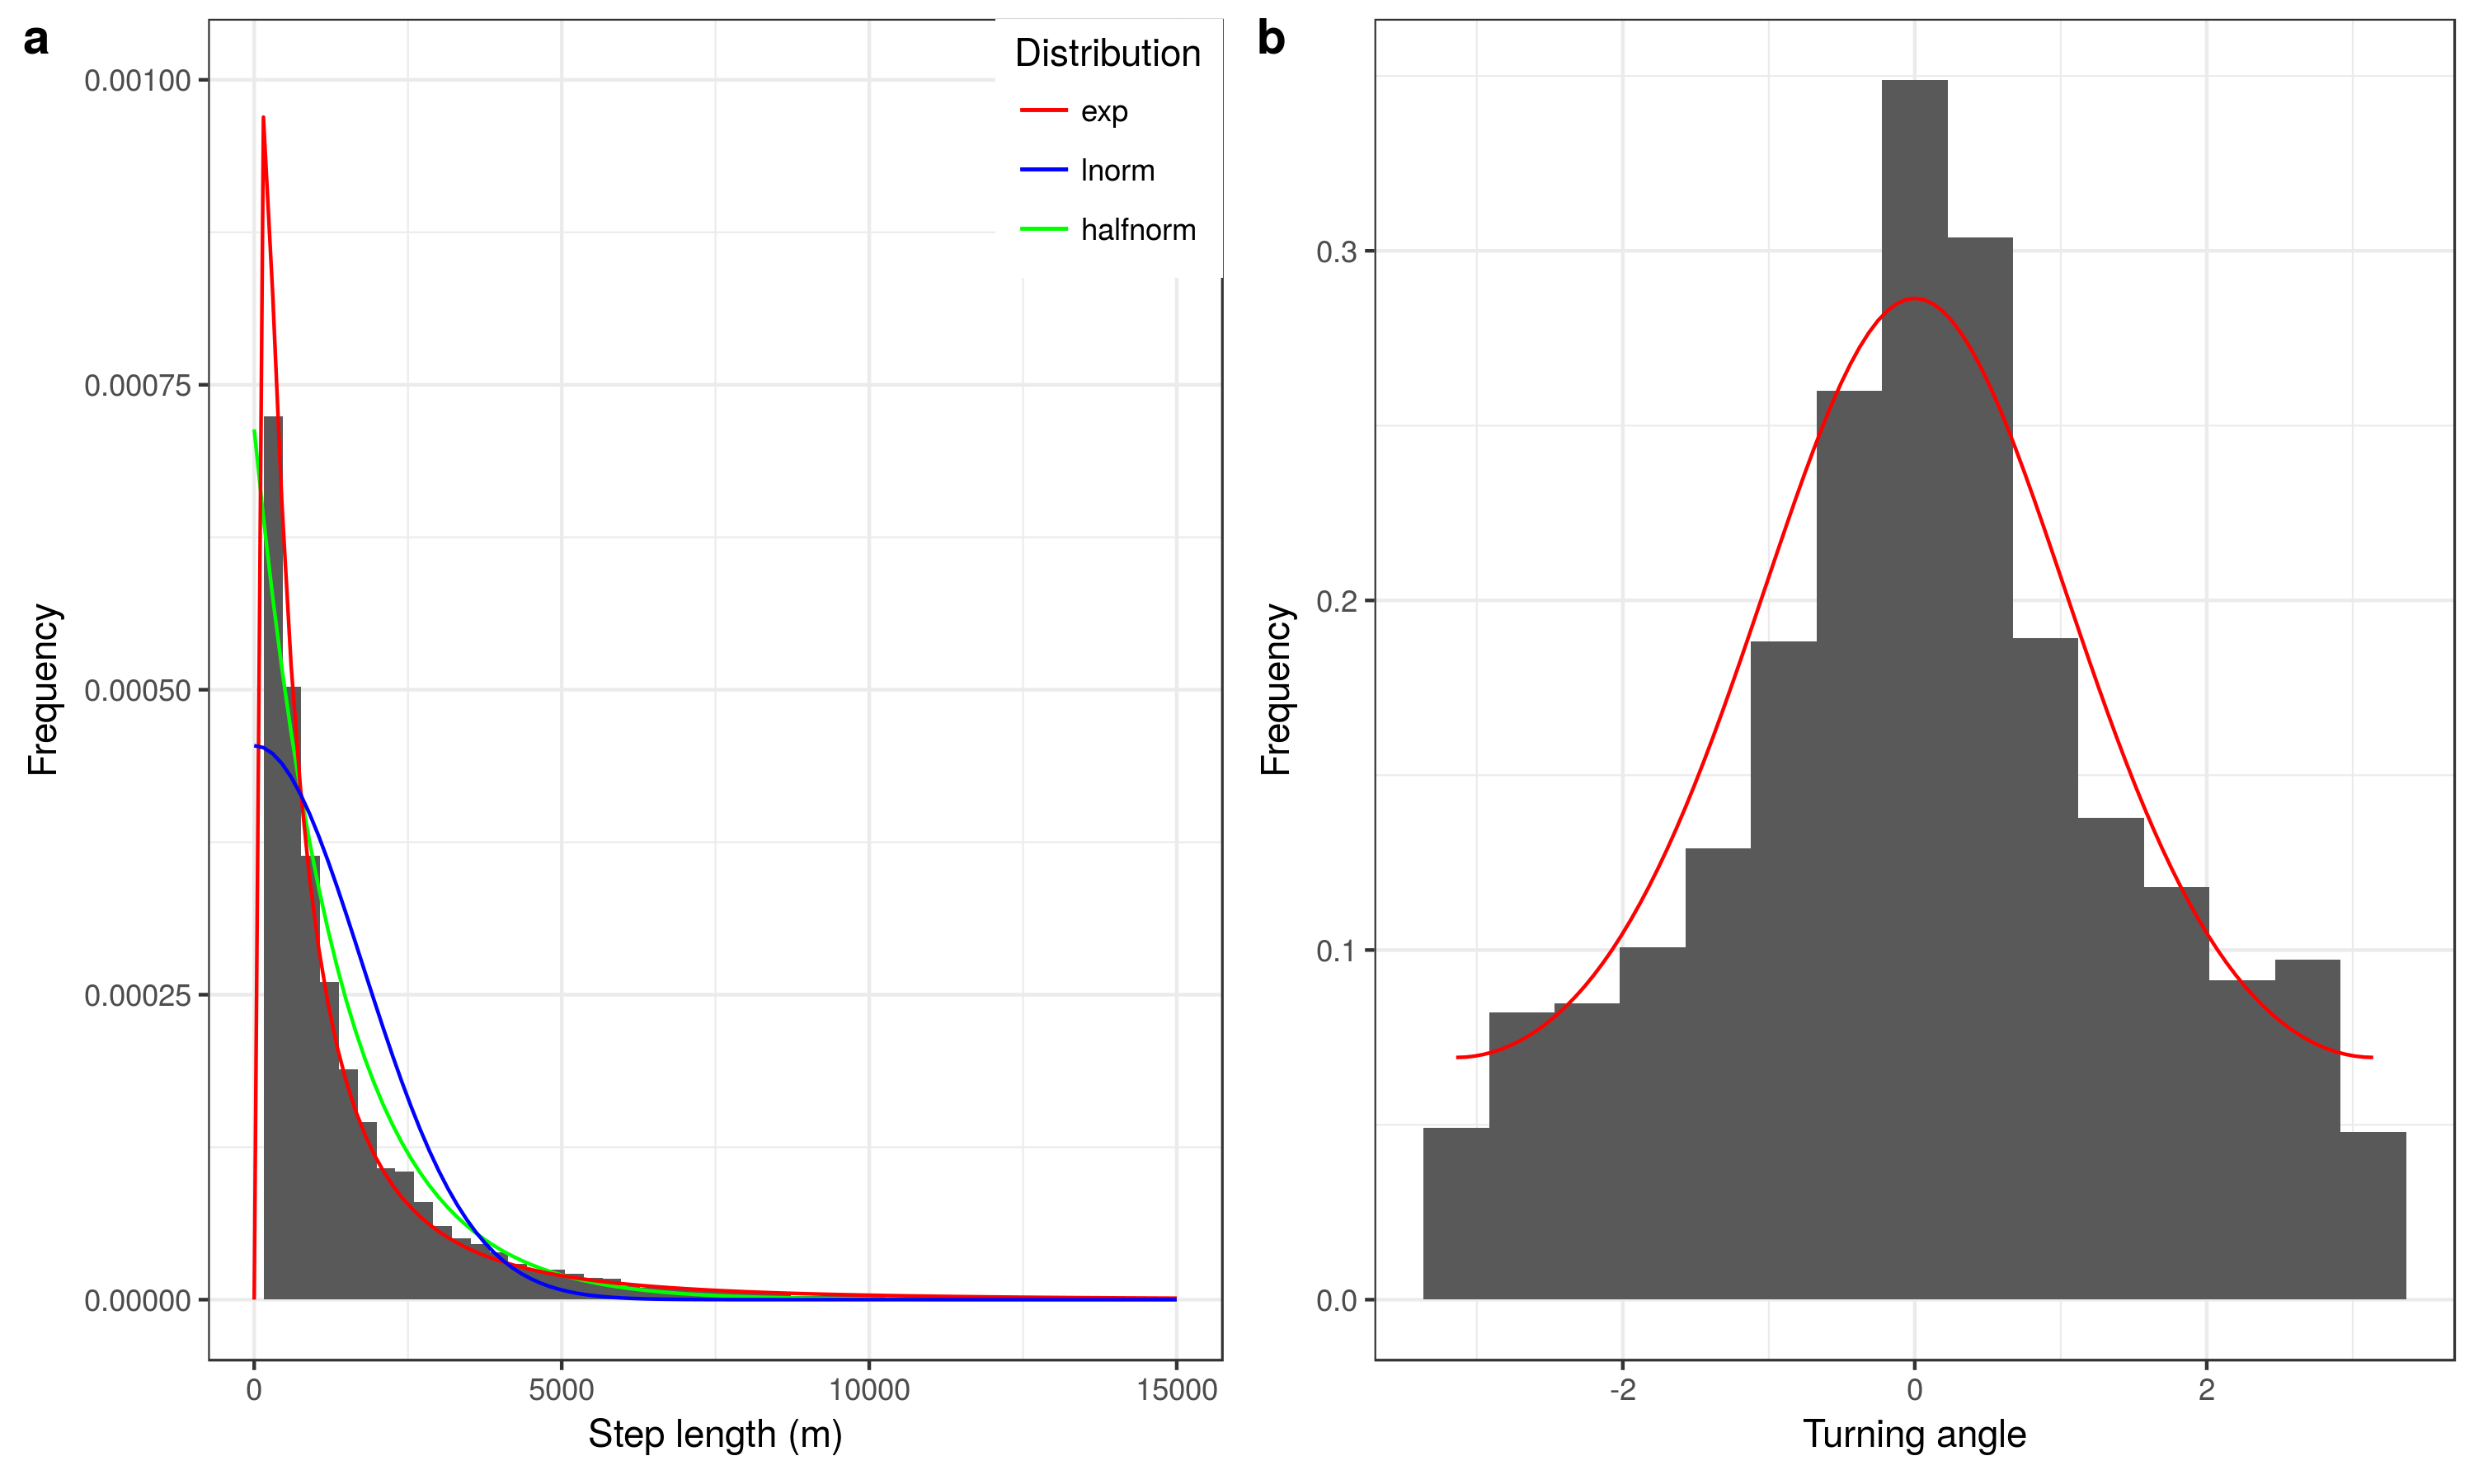 a
Distribution
exp
lnorm
halfnorm
0.00100
0.00075
0.00050
0.00025
0.00000
Frequency
0 5000 10000 15000
Step length (m)
b
0.3
0.2
0.1
0.0
Frequency
-2 0 2
Turning angle